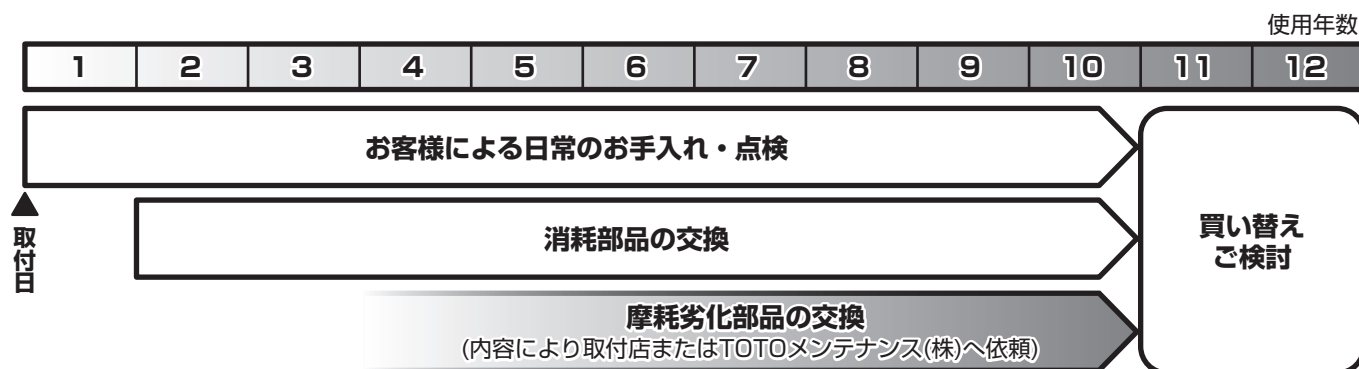 使用年数
1 2 3 4 5 6 7 8 9 10 11 12
お客様による日常のお手入れ・点検
取付日
消耗部品の交換
買い替え
ご検討
摩耗劣化部品の交換
(内容により取付店またはTOTOメンテナンス(株)へ依頼)